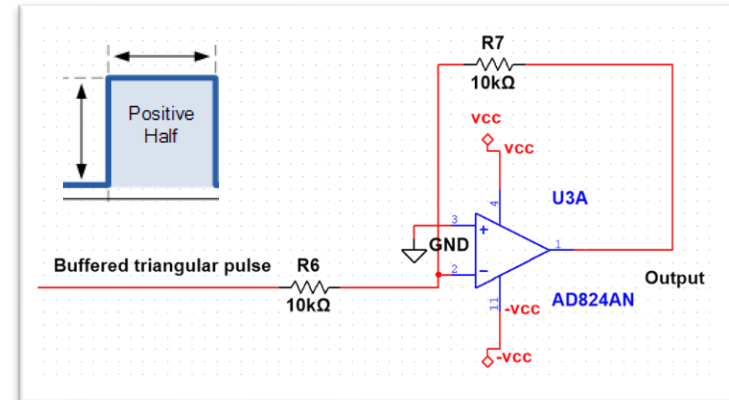 Positive
Half
R7
10kΩ
vcc
vcc
4
U3A
3
+
GND
1
Buffered triangular pulse
R6
10kΩ
2
−
Output
11
-vcc
AD824AN
-vcc